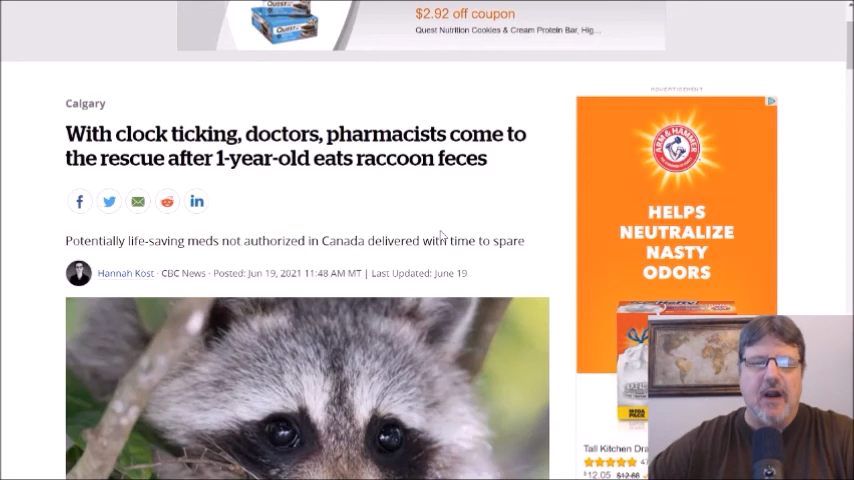 $2.92 off coupon
Quest Nutrition Cookies & Cream Protein Bar, Hig...
QUEST
ADVERTISEMENT
Calgary
With clock ticking, doctors, pharmacists come to
the rescue after 1-year-old eats raccoon feces
Potentially life-saving meds not authorized in Canada delivered with time to spare
Hannah Kost · CBC News · Posted: Jun 19, 2021 11:48 AM MT | Last Updated: June 19
ARM & HAMMER
HELPS
NEUTRALIZE
NASTY
ODORS
Tall Kitchen Dra
$12.05